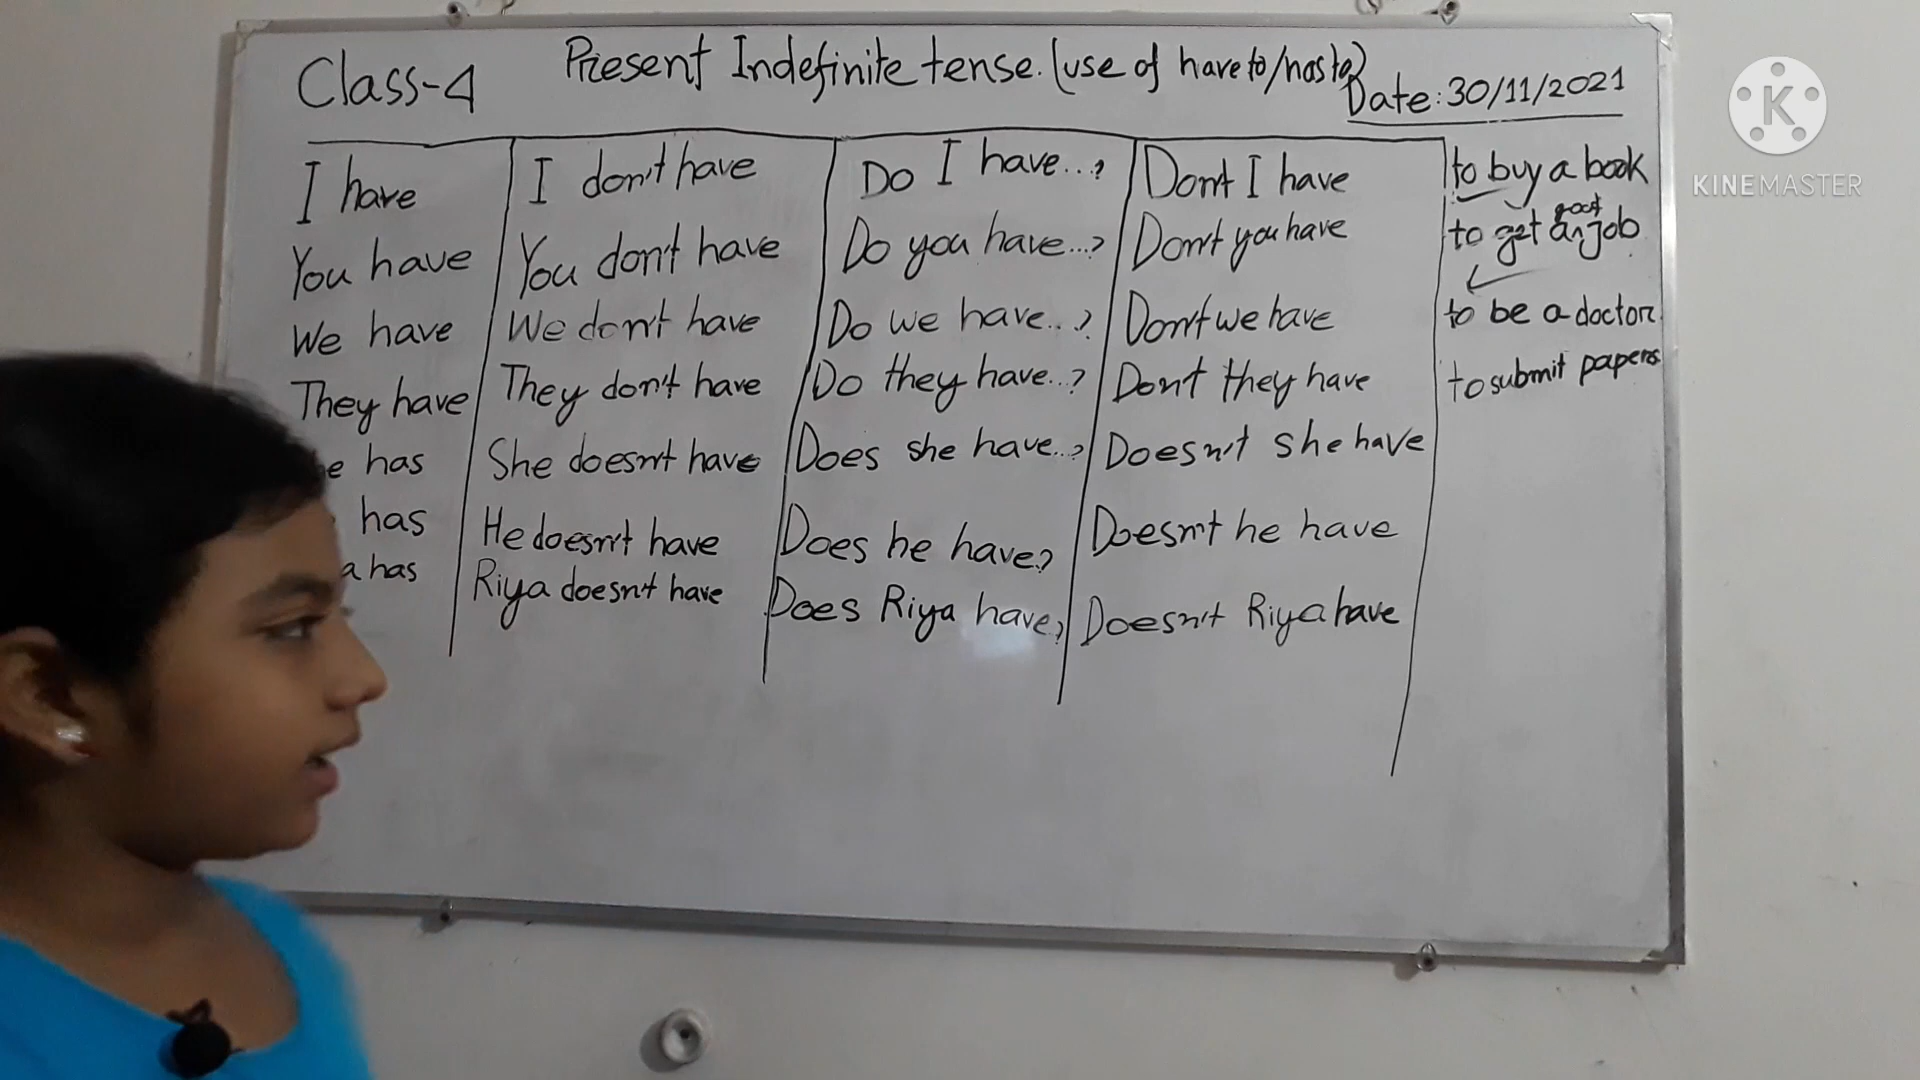 Class-4
Present Indefinite tense. (use of have to/has to)
Date: 30/11/2021
I have
You have
We have
They have
has
has
has
I don't have
You don't have
We don't have
They don't have
She doesn't have
He doesn't have
Riya doesn't have
Do I have...?
Do you have...?
Do we have...?
Do they have...?
Does she have...?
Does he have?
Does Riya have?
Don't I have
Don't you have
Don't we have
Don't they have
Doesn't she have
Doesn't he have
Doesn't Riya have
to buy a book
good
to get a job
to be a doctor.
to submit papers
K
KINEMASTER